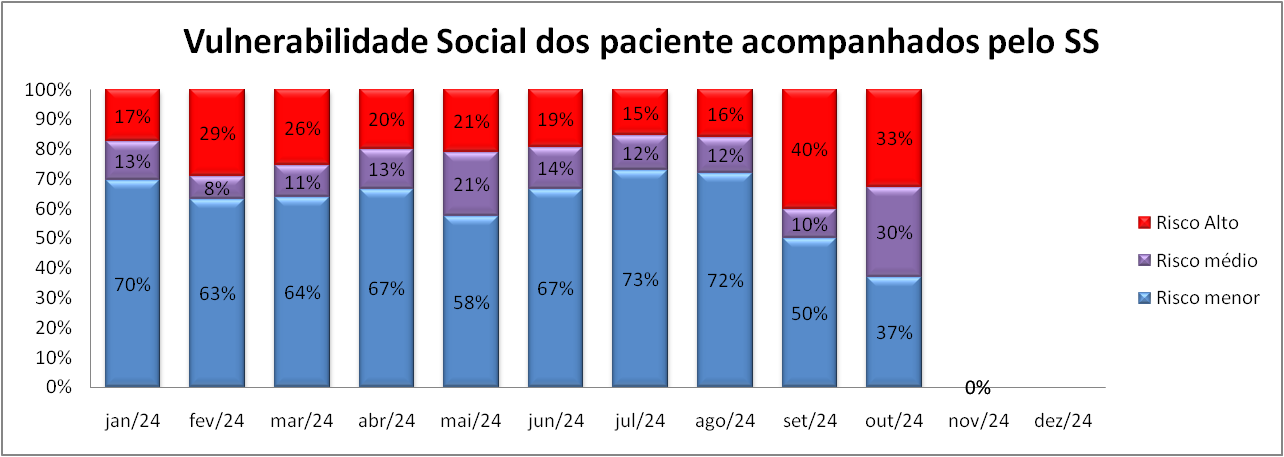 Vulnerabilidade Social dos paciente acompanhados pelo SS
100%
90%
80%
70%
60%
50%
40%
30%
20%
10%
0%
17% 29% 26% 20% 21% 19% 15% 16% 40% 33%
13% 8% 11% 13% 21% 14% 12% 12% 10% 30%
70% 63% 64% 67% 58% 67% 73% 72% 50% 37%
0%
jan/24 fev/24 mar/24 abr/24 mai/24 jun/24 jul/24 ago/24 set/24 out/24 nov/24 dez/24
Risco Alto
Risco médio
Risco menor